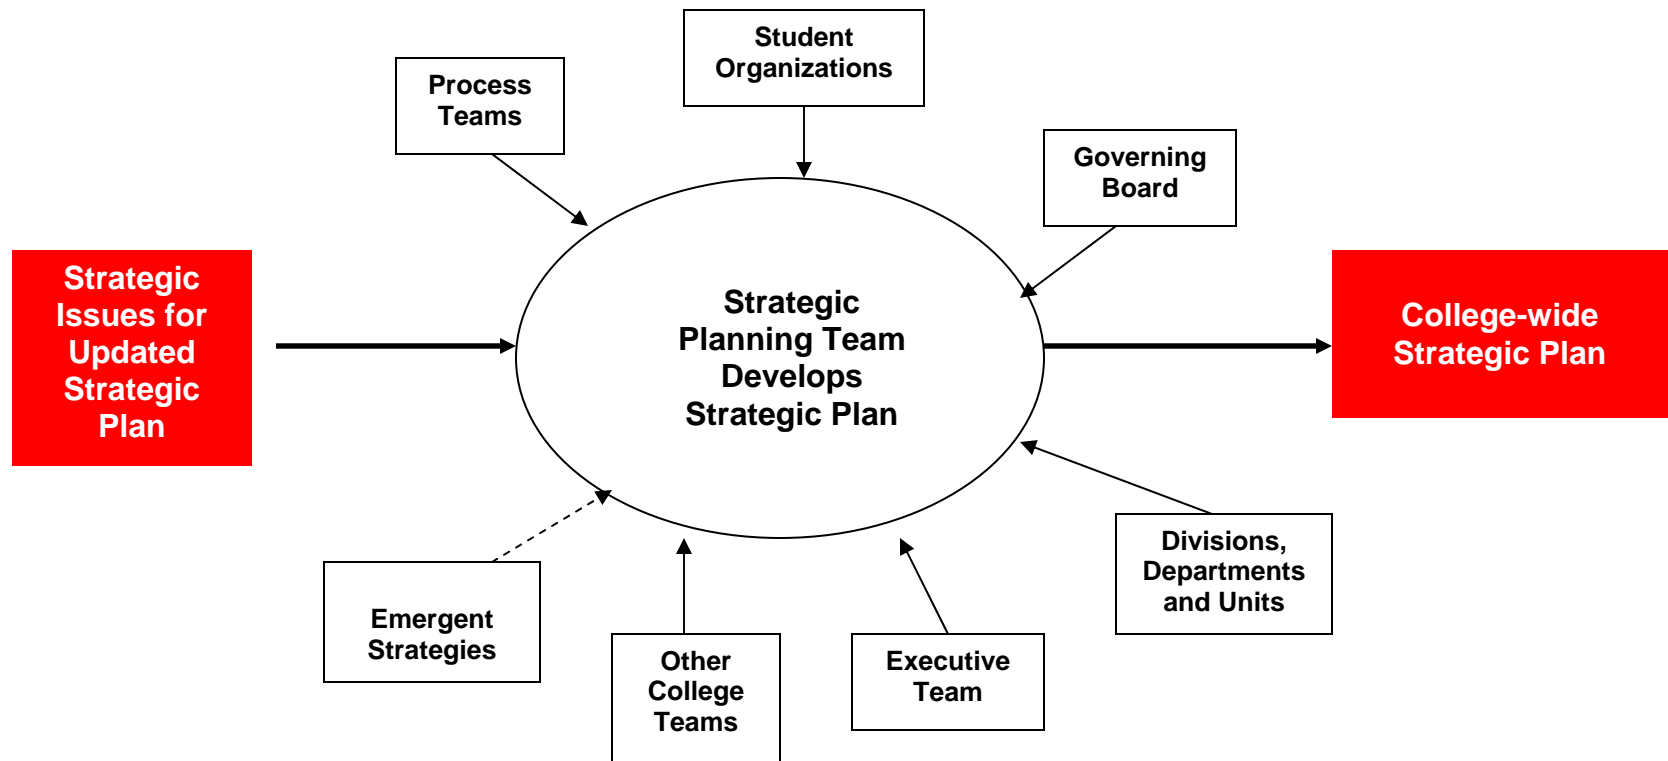 Student
Organizations
Process
Teams
Governing
Board
Strategic
Issues for
Updated
Strategic
Plan
Strategic
Planning Team
Develops
Strategic Plan
College-wide
Strategic Plan
Emergent
Strategies
Other
College
Teams
Executive
Team
Divisions,
Departments
and Units